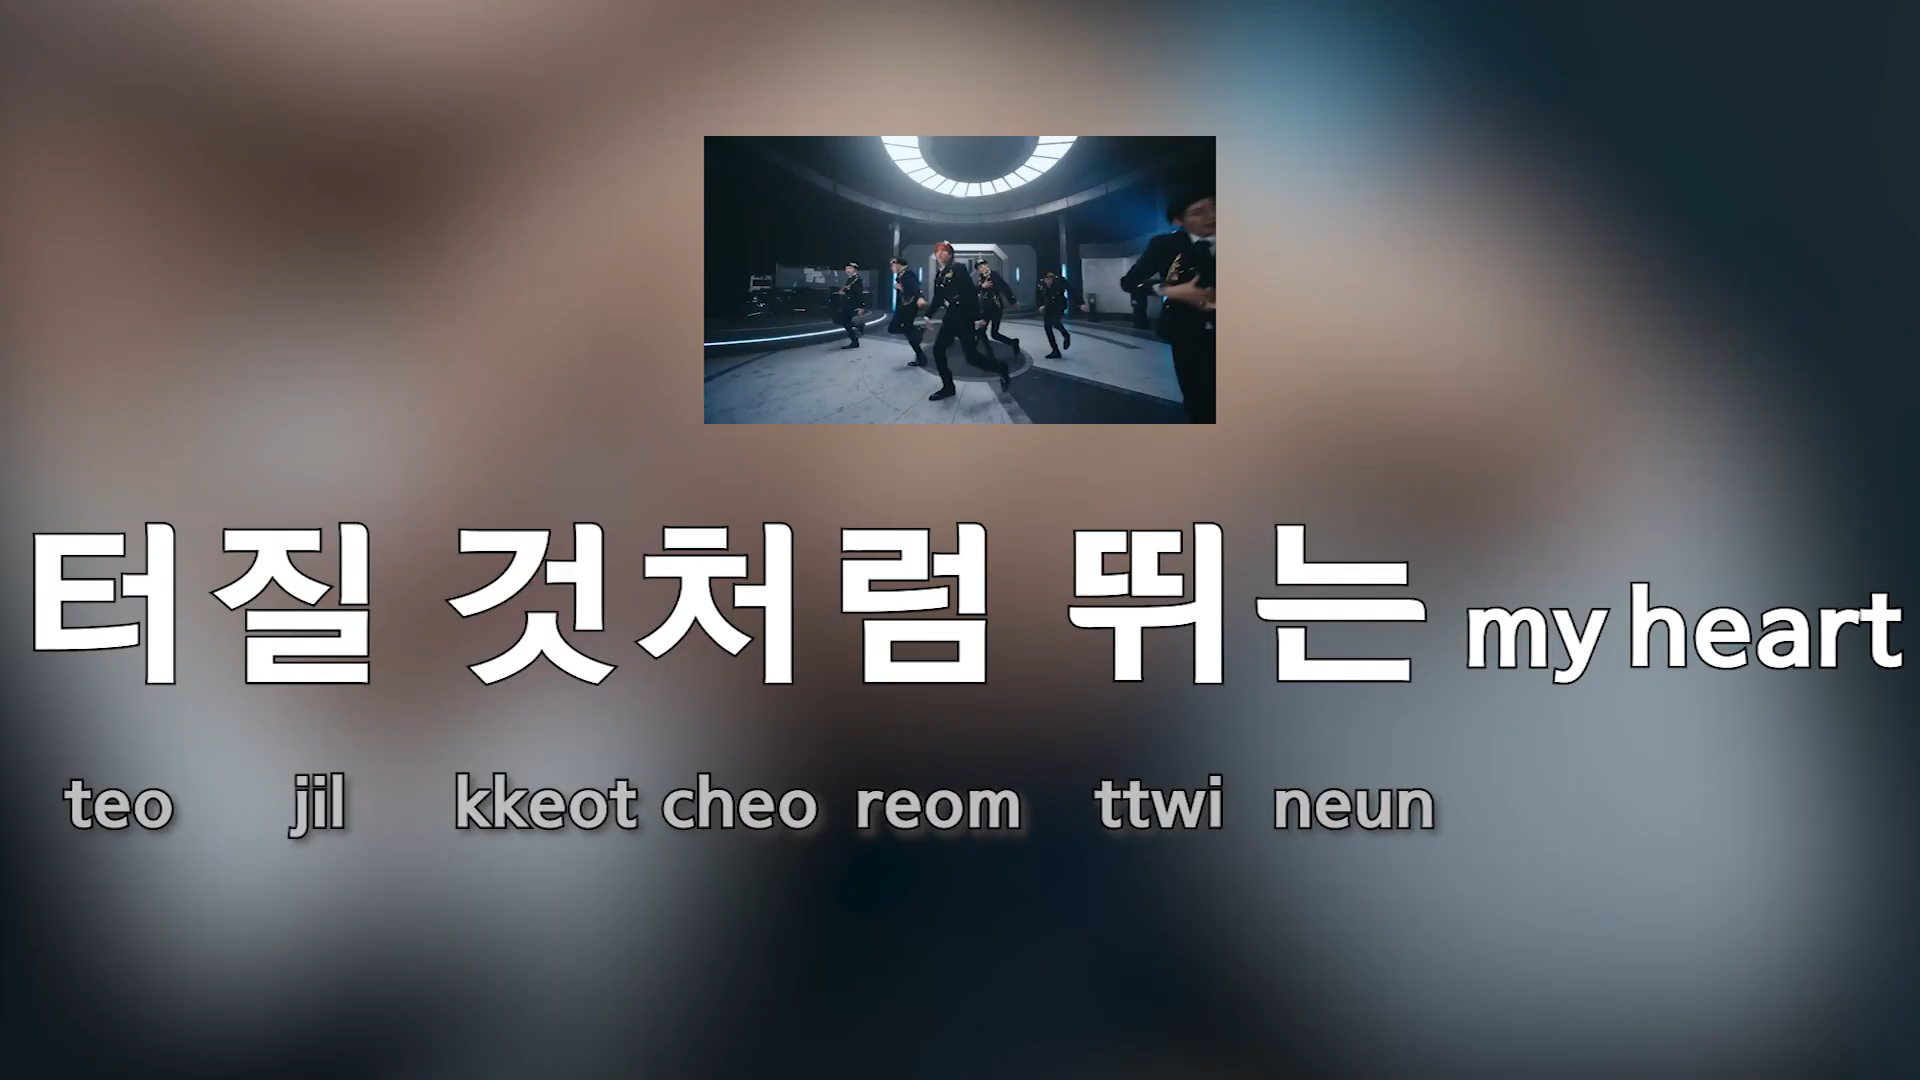 터질 것처럼 뛰는 my heart
teo jil kkeot cheo reom ttwi neun